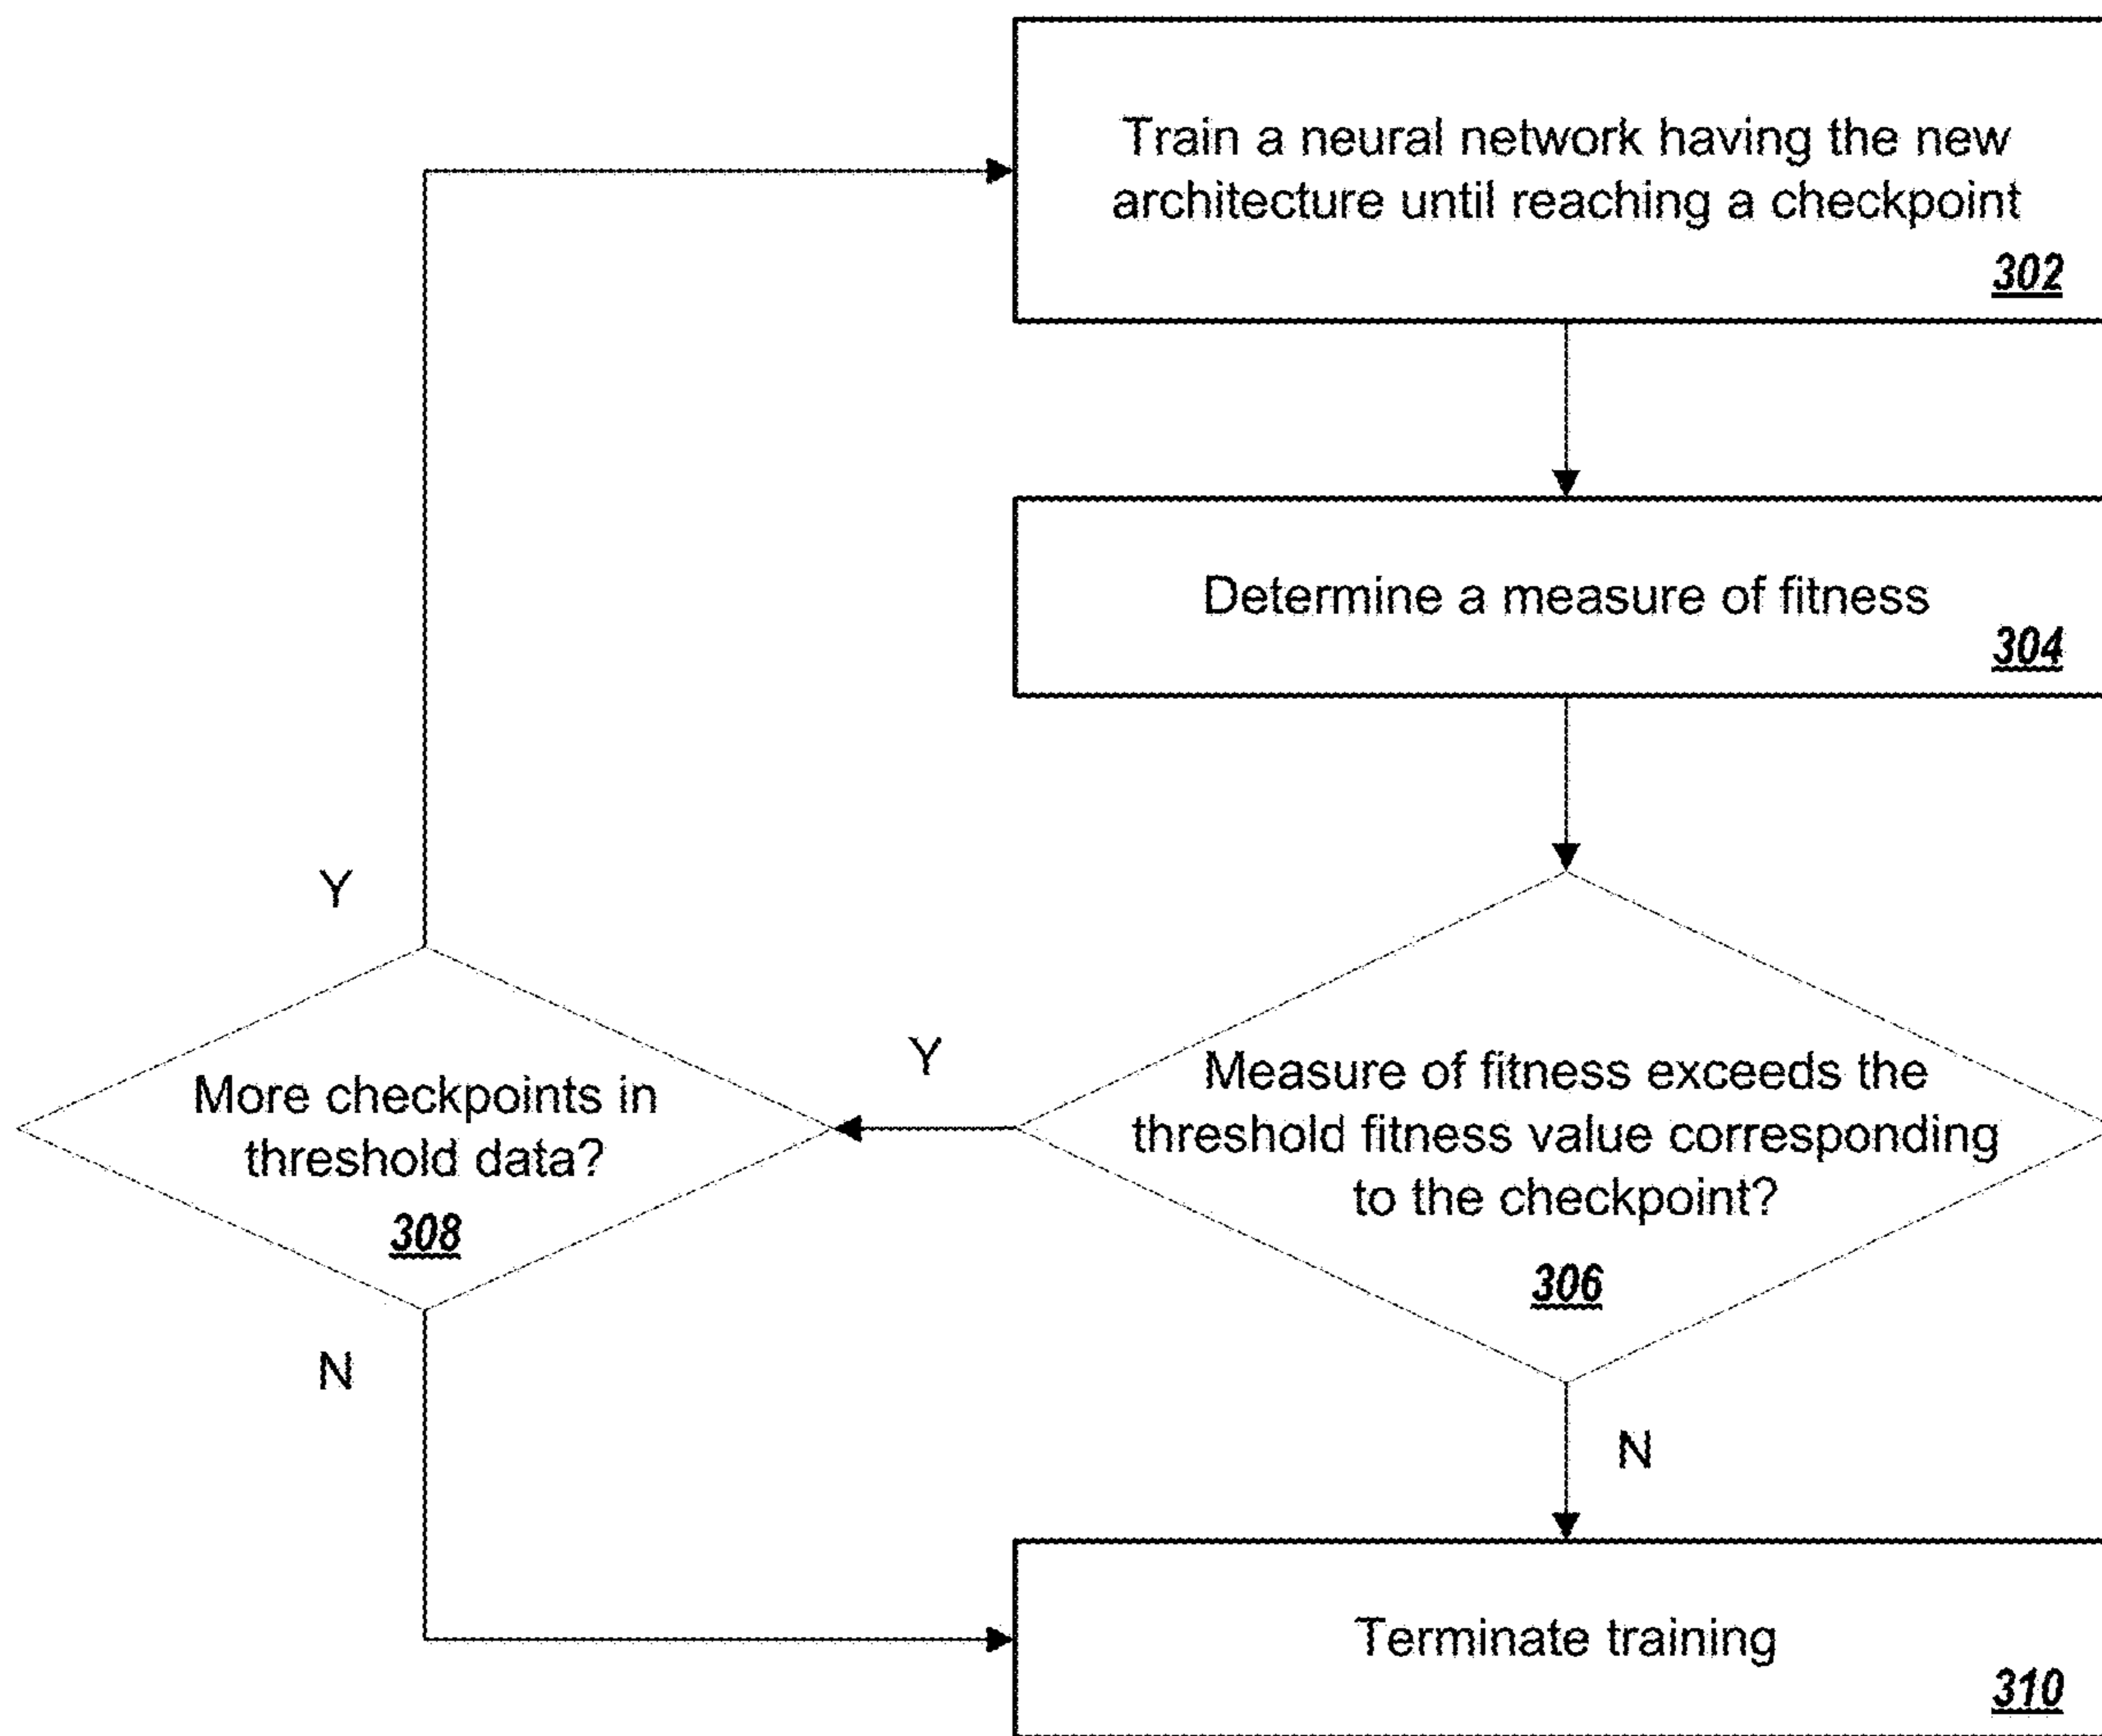 Train a neural network having the new
architecture until reaching a checkpoint
302
Determine a measure of fitness
304
Measure of fitness exceeds the
threshold fitness value corresponding
to the checkpoint?
306
Y
N
More checkpoints in
threshold data?
308
Y
N
Terminate training
310